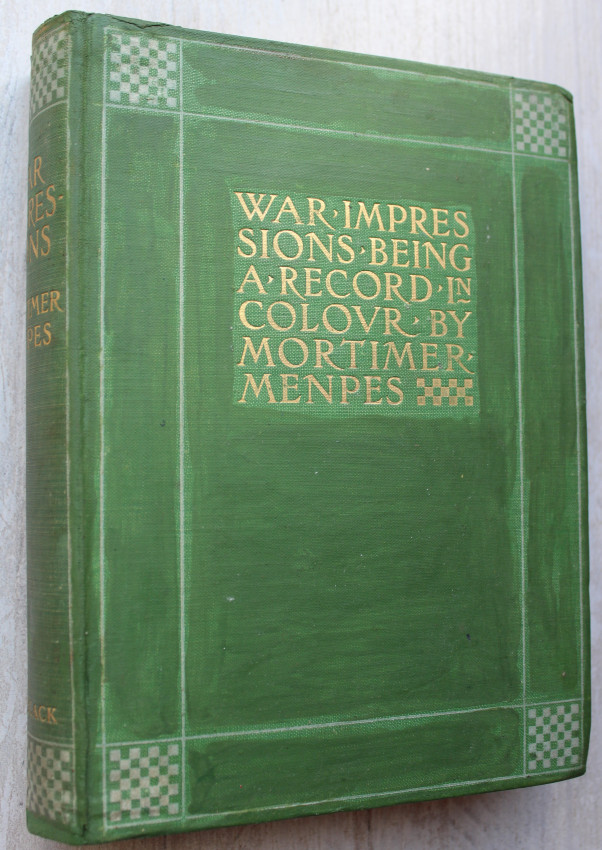 WAR·IMPRES
SIONS·BEING
A·RECORD·IN
COLOVR·BY
MORTIMER·
MENPES